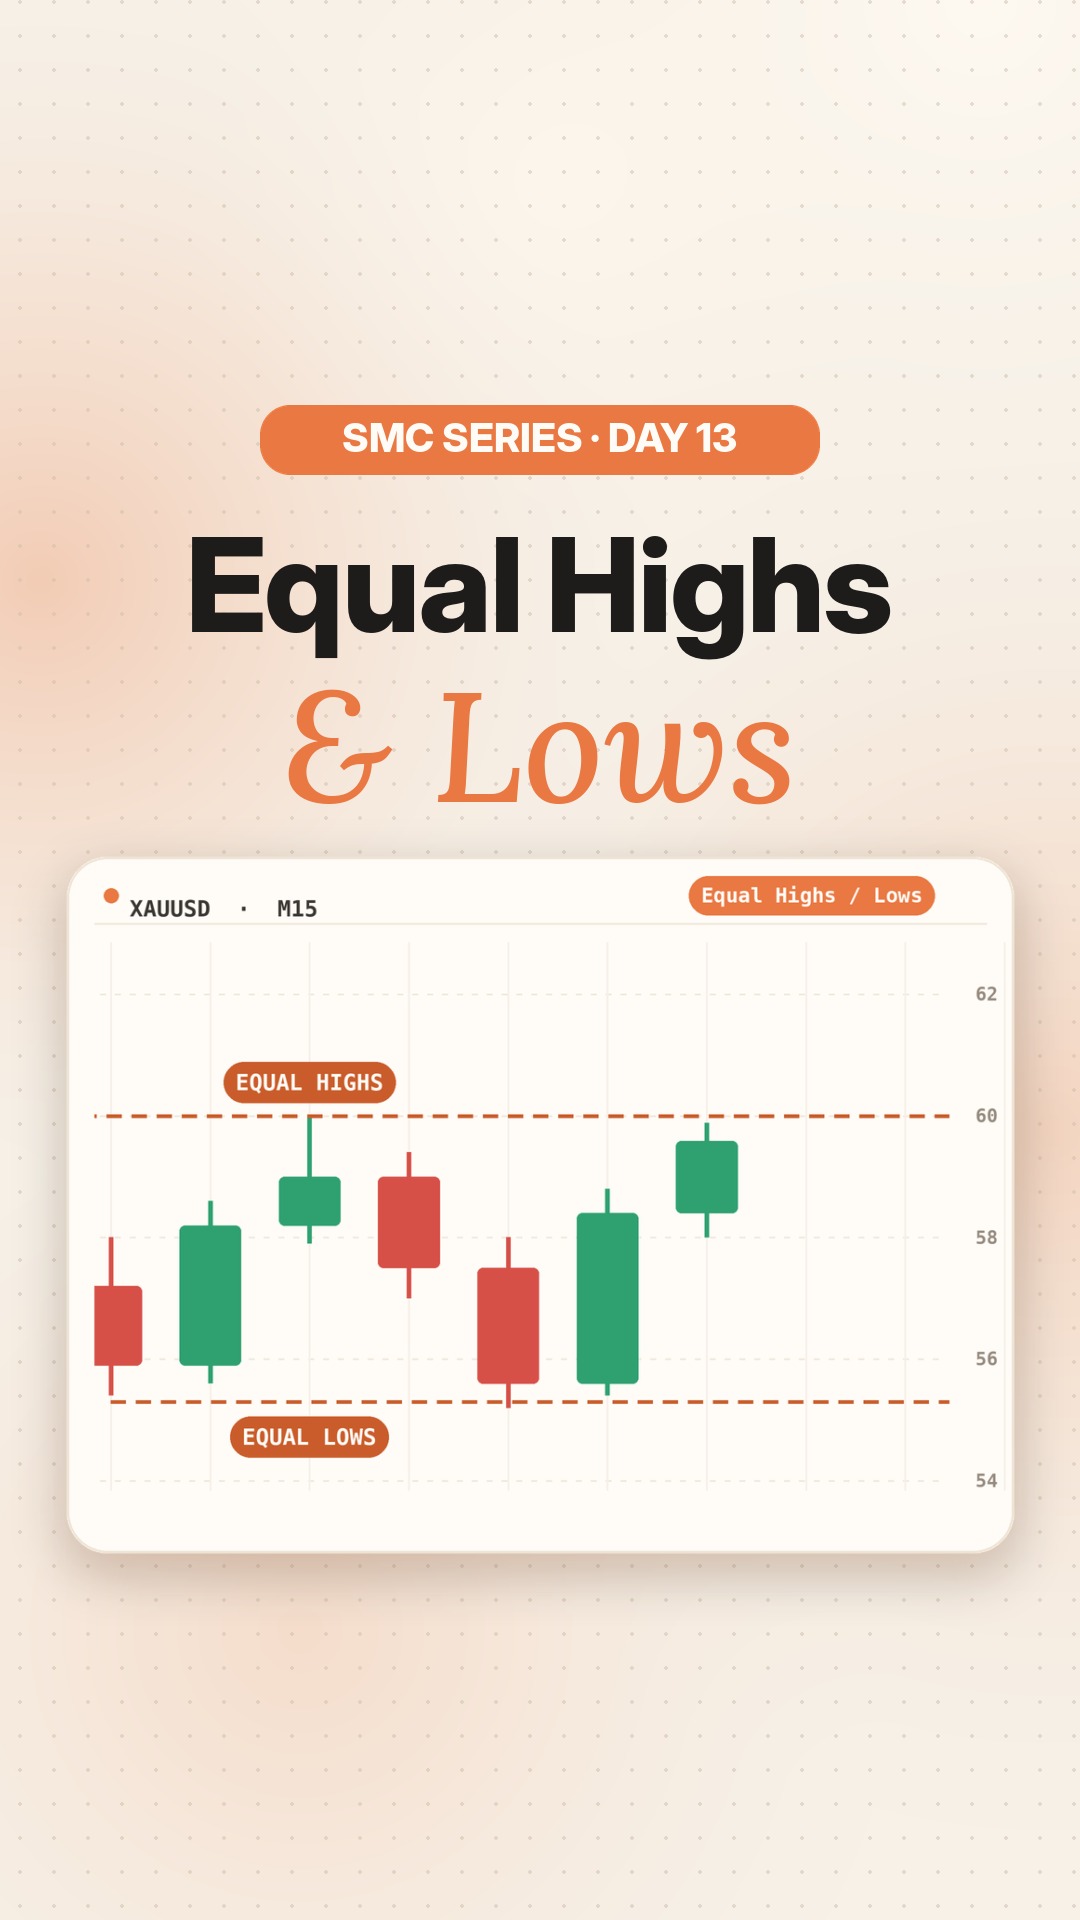 SMC SERIES · DAY 13
Equal Highs
& Lows
XAUUSD · M15
Equal Highs / Lows
62
EQUAL HIGHS
60
58
56
EQUAL LOWS
54